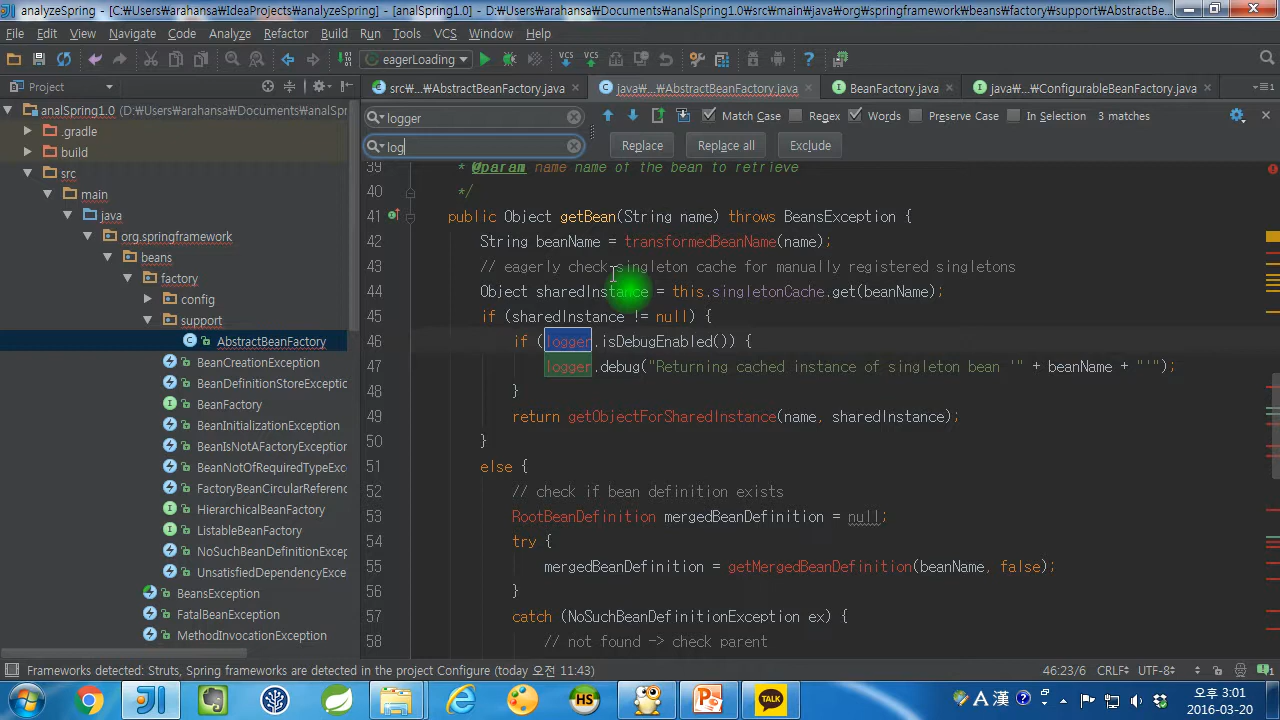 analyzeSpring - [C:\Users\arahansa\IdeaProjects\analyzeSpring] - [analSpring1.0] - D:\Users\arahansa\Documents\analSpring1.0\src\main\java\org\springframework\beans\factory\support\AbstractBe...
File Edit View Navigate Code Analyze Refactor Build Run Tools VCS Window Help
eagerLoading VCS VCS
Project
src\...\AbstractBeanFactory.java java\...\AbstractBeanFactory.java BeanFactory.java java\...\ConfigurableBeanFactory.java
analSpring1.0 (D:\Users\arahansa\Documents\analSpri
.gradle
build
src
main
java
org.springframework
beans
factory
config
support
AbstractBeanFactory
BeanCreationException
BeanDefinitionStoreExcepti
BeanFactory
BeanInitializationException
BeanIsNotAFactoryException
BeanNotOfRequiredTypeExc
FactoryBeanCircularReferenc
HierarchicalBeanFactory
ListableBeanFactory
NoSuchBeanDefinitionExcep
UnsatisfiedDependencyExce
BeansException
FatalBeanException
MethodInvocationException
logger Match Case Regex Words Preserve Case In Selection 3 matches
log Replace Replace all Exclude
39 * @param name name of the bean to retrieve
40 */
41 public Object getBean(String name) throws BeansException {
42 String beanName = transformedBeanName(name);
43 // eagerly check singleton cache for manually registered singletons
44 Object sharedInstance = this.singletonCache.get(beanName);
45 if (sharedInstance != null) {
46 if (logger.isDebugEnabled()) {
47 logger.debug("Returning cached instance of singleton bean '" + beanName + "'");
48 }
49 return getObjectForSharedInstance(name, sharedInstance);
50 }
51 else {
52 // check if bean definition exists
53 RootBeanDefinition mergedBeanDefinition = null;
54 try {
55 mergedBeanDefinition = getMergedBeanDefinition(beanName, false);
56 }
57 catch (NoSuchBeanDefinitionException ex) {
58 // not found -> check parent
Frameworks detected: Struts, Spring frameworks are detected in the project Configure (today 오전 11:43) 46:23/6 CRLF÷ UTF-8÷ 1
HS TALK A 漢 오후 3:01
2016-03-20